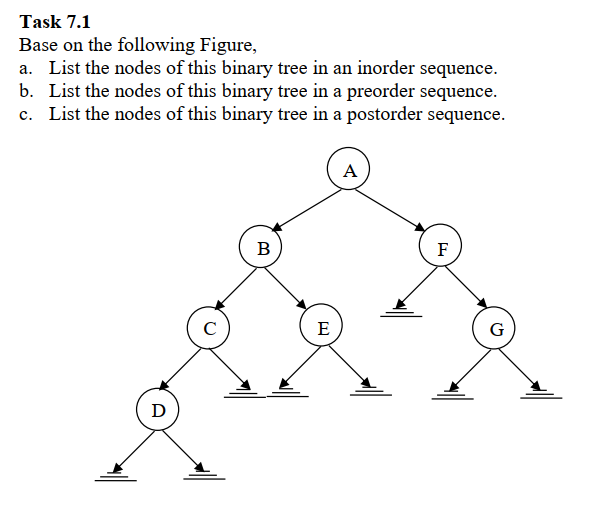 Task 7.1
Base on the following Figure,
a. List the nodes of this binary tree in an inorder sequence.
b. List the nodes of this binary tree in a preorder sequence.
c. List the nodes of this binary tree in a postorder sequence.
A
B
F
C
E
G
D